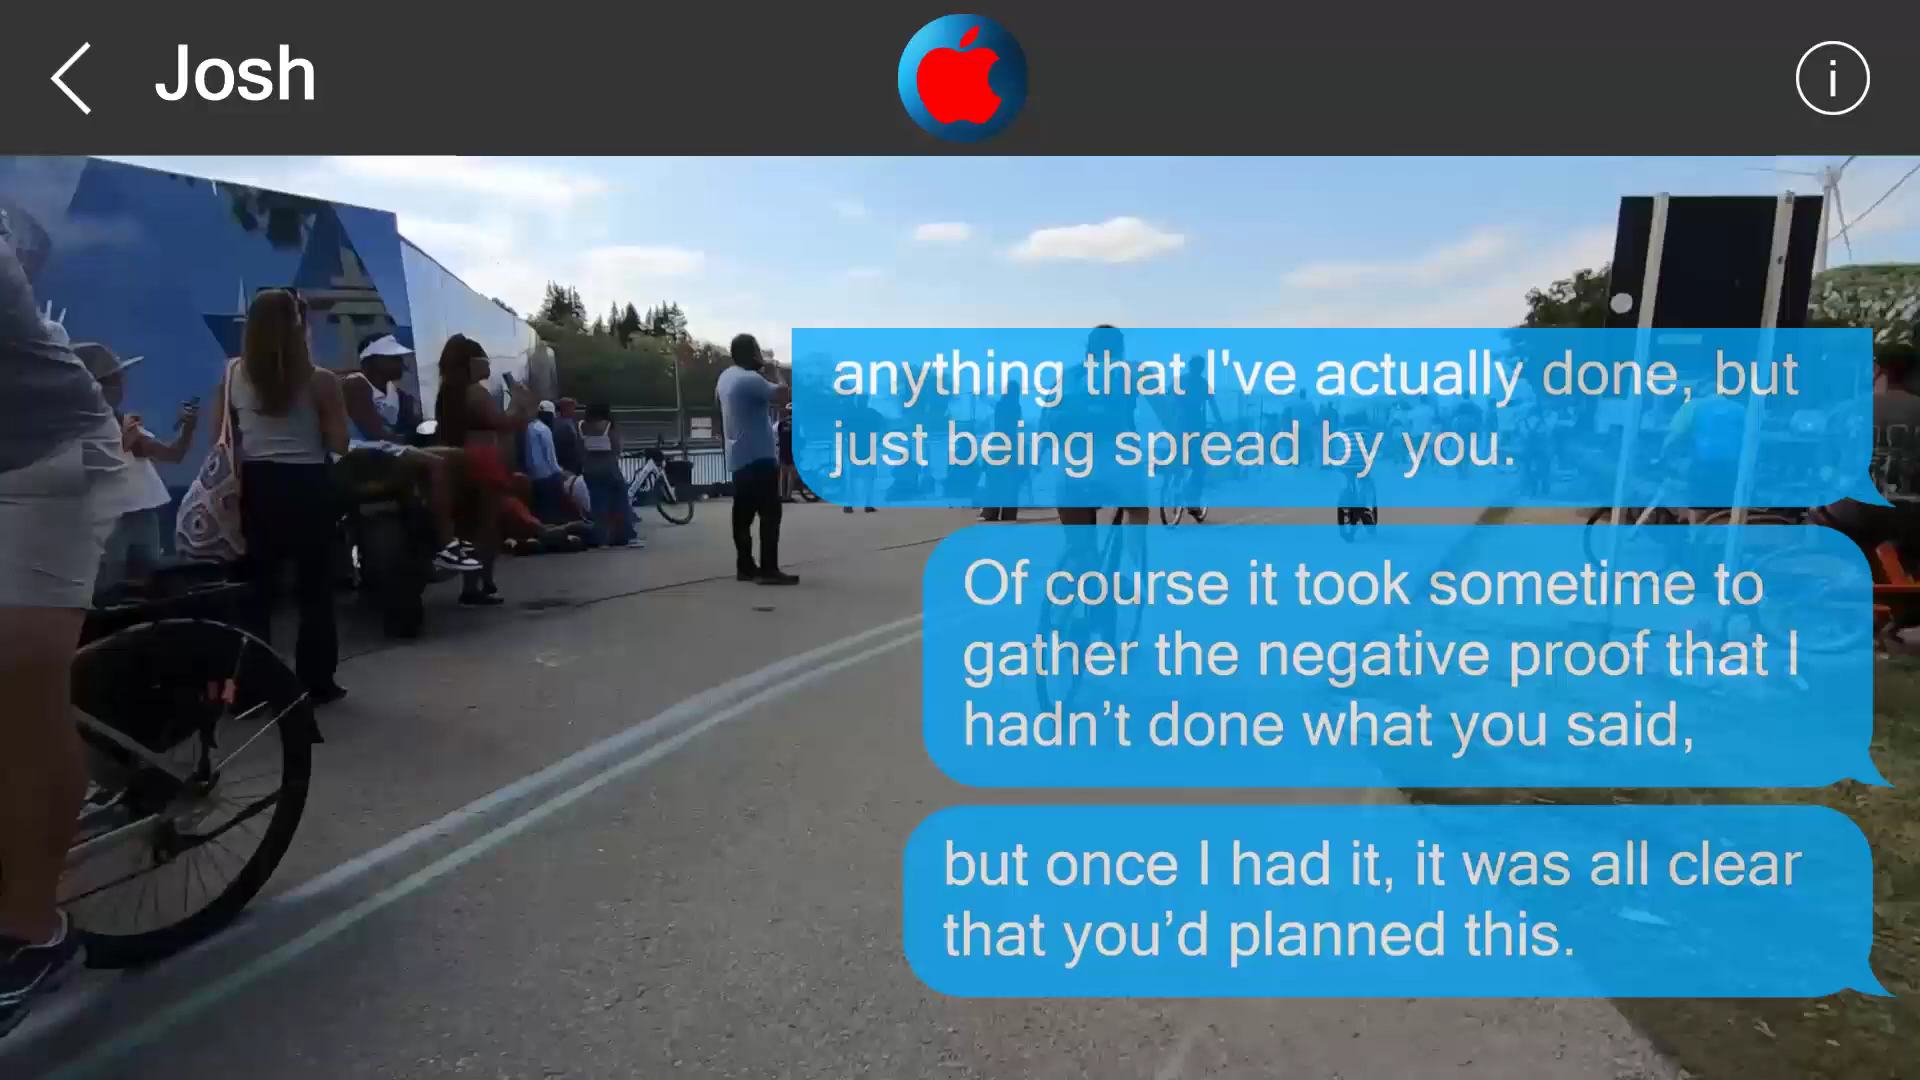 Josh
i
anything that I've actually done, but
just being spread by you.
Of course it took sometime to
gather the negative proof that I
hadn’t done what you said,
but once I had it, it was all clear
that you’d planned this.